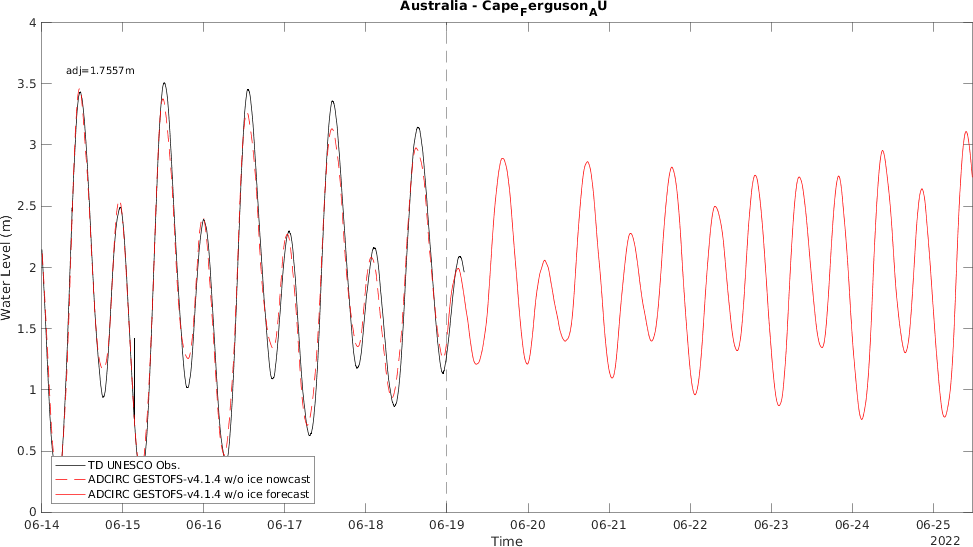 Australia - Cape_Ferguson_AU
4
3.5
3
2.5
2
1.5
1
0.5
0
Water Level (m)
adj=1.7557m
TD UNESCO Obs.
ADCIRC GESTOFS-v4.1.4 w/o ice nowcast
ADCIRC GESTOFS-v4.1.4 w/o ice forecast
06-14 06-15 06-16 06-17 06-18 06-19 06-20 06-21 06-22 06-23 06-24 06-25
Time
2022